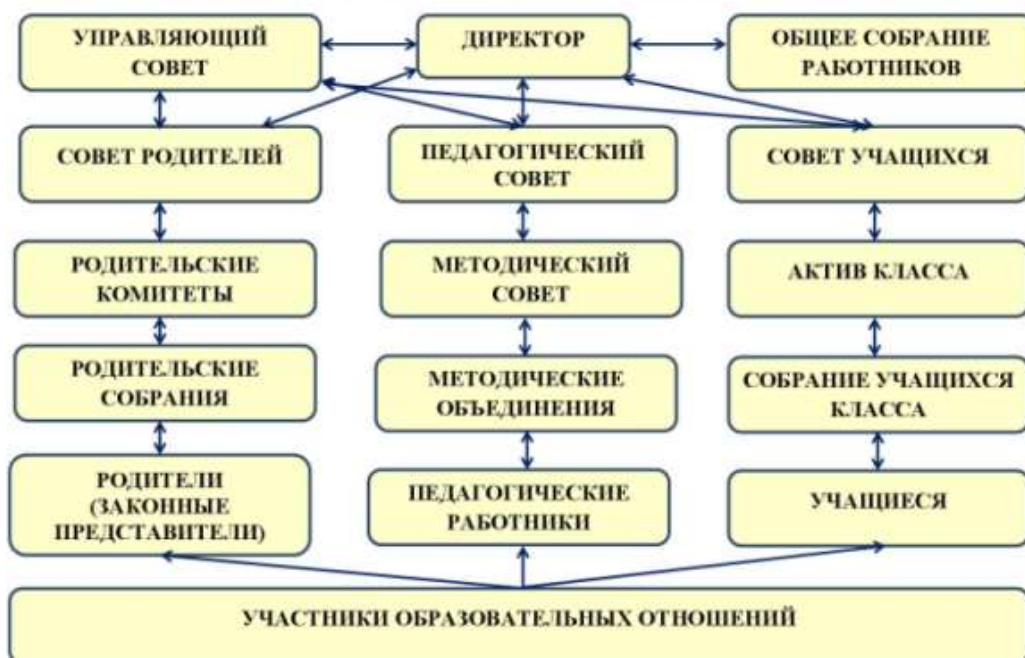 УПРАВЛЯЮЩИЙ
СОВЕТ
ДИРЕКТОР
ОБЩЕЕ СОБРАНИЕ
РАБОТНИКОВ
СОВЕТ РОДИТЕЛЕЙ
ПЕДАГОГИЧЕСКИЙ
СОВЕТ
СОВЕТ УЧАЩИХСЯ
РОДИТЕЛЬСКИЕ
КОМИТЕТЫ
МЕТОДИЧЕСКИЙ
СОВЕТ
АКТИВ КЛАССА
РОДИТЕЛЬСКИЕ
СОБРАНИЯ
МЕТОДИЧЕСКИЕ
ОБЪЕДИНЕНИЯ
СОБРАНИЕ УЧАЩИХСЯ
КЛАССА
РОДИТЕЛИ
(ЗАКОННЫЕ
ПРЕДСТАВИТЕЛИ)
ПЕДАГОГИЧЕСКИЕ
РАБОТНИКИ
УЧАЩИЕСЯ
УЧАСТНИКИ ОБРАЗОВАТЕЛЬНЫХ ОТНОШЕНИЙ